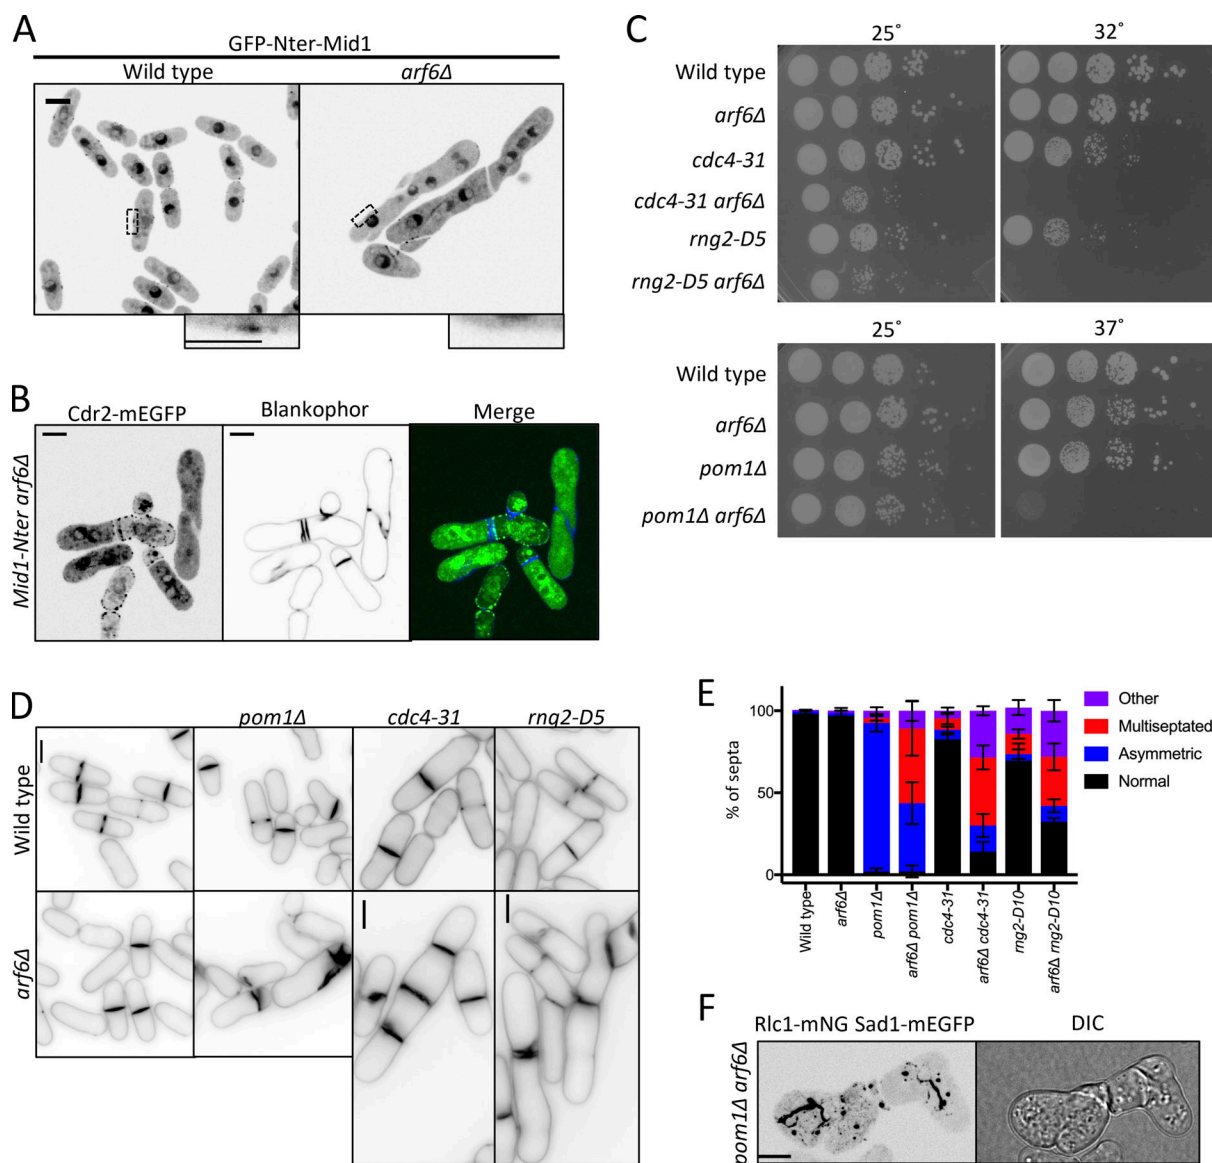 A
GFP-Nter-Mid1
Wild type
arf6Δ
B
Cdr2-mEGFP
Blankophor
Merge
Mid1-Nter arf6Δ
C
25˚
32˚
Wild type
arf6Δ
cdc4-31
cdc4-31 arf6Δ
rng2-D5
rng2-D5 arf6Δ
25˚
37˚
Wild type
arf6Δ
pom1Δ
pom1Δ arf6Δ
D
pom1Δ
cdc4-31
rng2-D5
Wild type
arf6Δ
E
% of septa
100
50
0
Other
Multiseptated
Asymmetric
Normal
Wild type
arf6Δ
pom1Δ
arf6Δ pom1Δ
cdc4-31
arf6Δ cdc4-31
rng2-D10
arf6Δ rng2-D10
F
Rlc1-mNG Sad1-mEGFP
DIC
pom1Δ arf6Δ